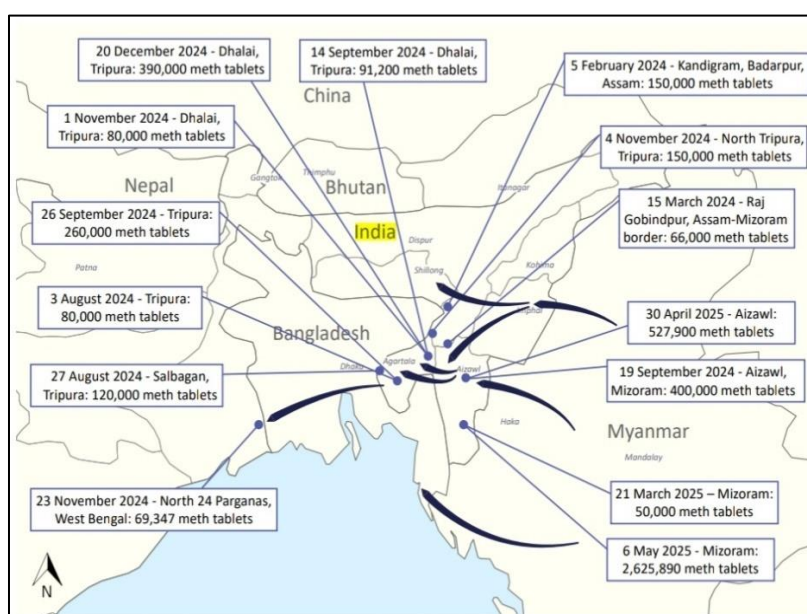 20 December 2024 - Dhalai,
Tripura: 390,000 meth tablets
14 September 2024 - Dhalai,
Tripura: 91,200 meth tablets
5 February 2024 - Kandigram, Badarpur,
Assam: 150,000 meth tablets
China
1 November 2024 - Dhalai,
Tripura: 80,000 meth tablets
4 November 2024 - North Tripura,
Tripura: 150,000 meth tablets
Nepal
Gangtok
Thimphu
Bhutan
Itanagar
15 March 2024 - Raj
Gobindpur, Assam-Mizoram
border: 66,000 meth tablets
26 September 2024 - Tripura:
260,000 meth tablets
India
Dispur
Patna
Shillong
Kohima
3 August 2024 - Tripura:
80,000 meth tablets
Bangladesh
Imphal
30 April 2025 - Aizawl:
527,900 meth tablets
27 August 2024 - Salbagan,
Tripura: 120,000 meth tablets
Dhaka
Agartala
Aizawl
19 September 2024 - Aizawl,
Mizoram: 400,000 meth tablets
Haka
Myanmar
Mandalay
23 November 2024 - North 24 Parganas,
West Bengal: 69,347 meth tablets
21 March 2025 – Mizoram:
50,000 meth tablets
6 May 2025 - Mizoram:
2,625,890 meth tablets
N